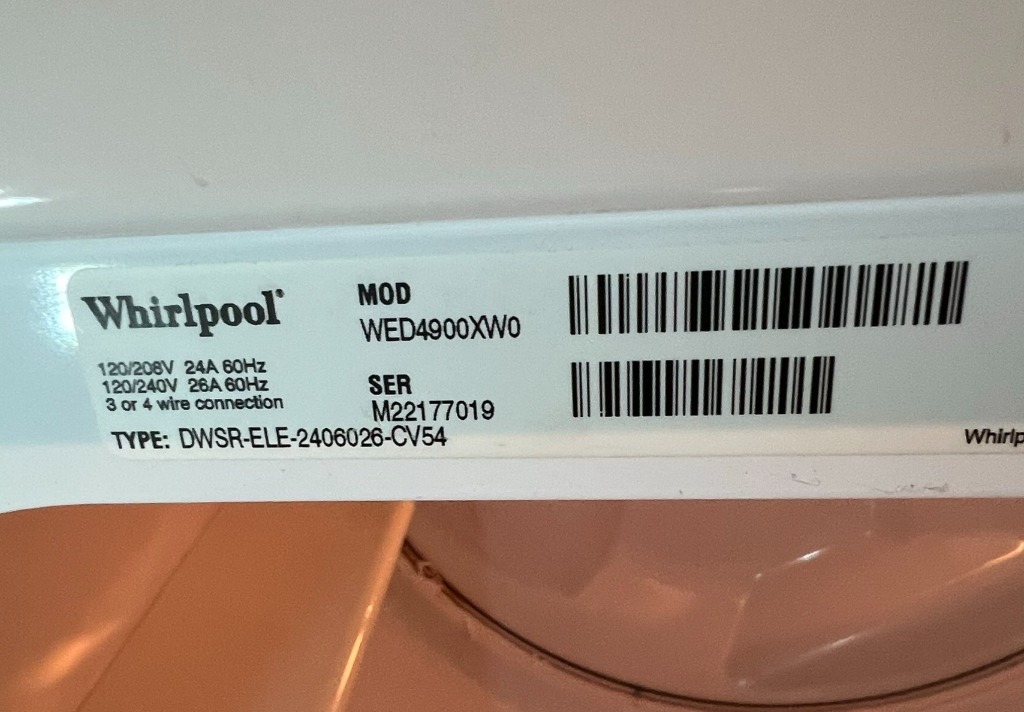 Whirlpool®
120/208V 24A 60Hz
120/240V 26A 60Hz
3 or 4 wire connection
TYPE: DWSR-ELE-2406026-CV54
MOD
WED4900XW0
SER
M22177019
Whirlp